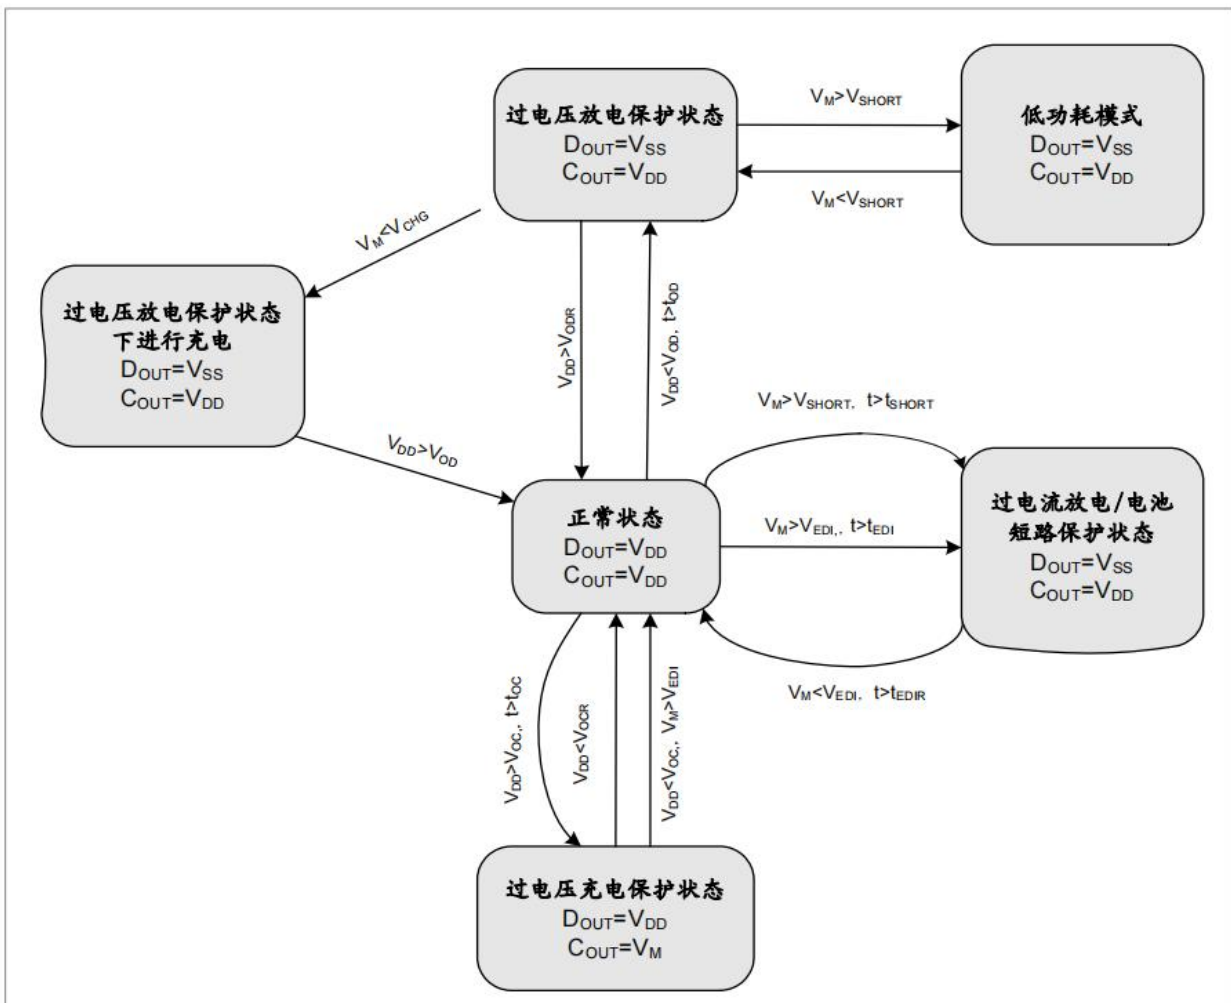 过电压放电保护状态
DOUT=VSS
COUT=VDD
VM>VSHORT
VM<VSHORT
低功耗模式
DOUT=VSS
COUT=VDD
VM<VCHG
过电压放电保护状态
下进行充电
DOUT=VSS
COUT=VDD
VDD>VODR
VDD<VOD, t>tOD
VDD>VOD
VM>VSHORT, t>tSHORT
正常状态
DOUT=VDD
COUT=VDD
VM>VEDI,, t>tEDI
过电流放电/电池
短路保护状态
DOUT=VSS
COUT=VDD
VM<VEDI, t>tEDIR
VDD>VOC,, t>tOC
VDD<VOCR
VDD<VOC,, VM>VEDI
过电压充电保护状态
DOUT=VDD
COUT=VM